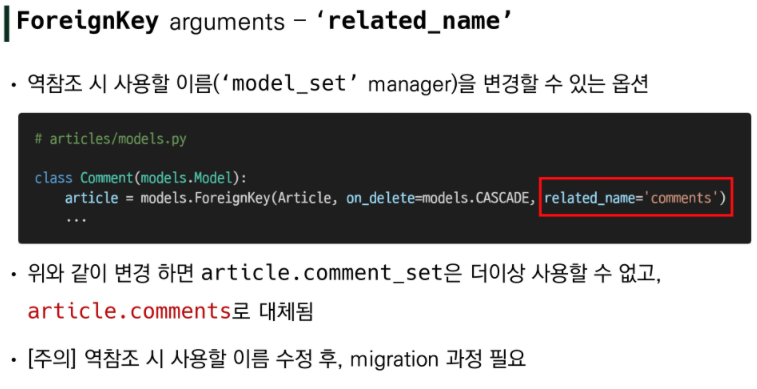 ForeignKey arguments – ‘related_name’
• 역참조 시 사용할 이름(‘model_set’ manager)을 변경할 수 있는 옵션
# articles/models.py
class Comment(models.Model):
    article = models.ForeignKey(Article, on_delete=models.CASCADE, related_name='comments')
    ...
• 위와 같이 변경 하면 article.comment_set은 더이상 사용할 수 없고,
article.comments로 대체됨
• [주의] 역참조 시 사용할 이름 수정 후, migration 과정 필요